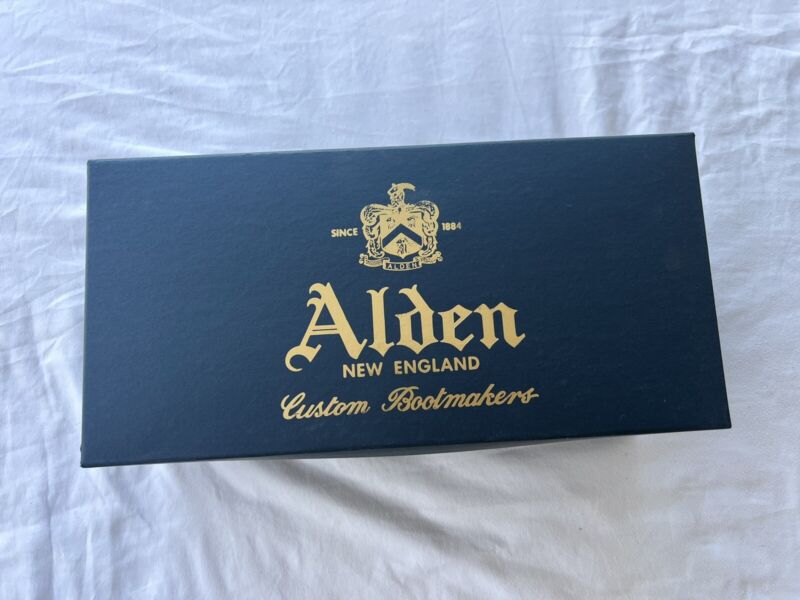 SINCE 1884
ALDEN
Alden
NEW ENGLAND
Custom Bootmakers